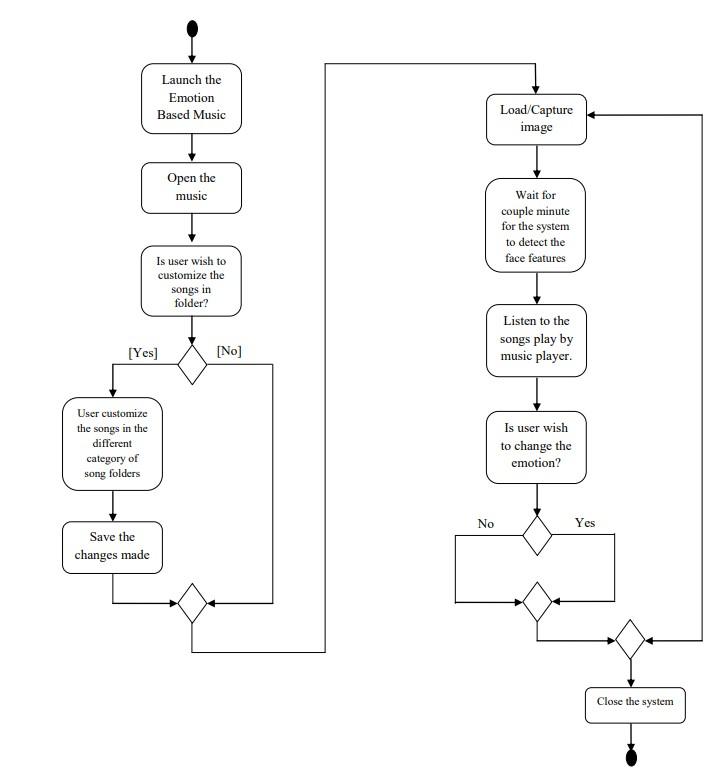 Launch the
Emotion
Based Music
Open the
music
Is user wish to
customize the
songs in
folder?
[Yes]
[No]
User customize
the songs in the
different
category of
song folders
Save the
changes made
Load/Capture
image
Wait for
couple minute
for the system
to detect the
face features
Listen to the
songs play by
music player.
Is user wish
to change the
emotion?
No
Yes
Close the system